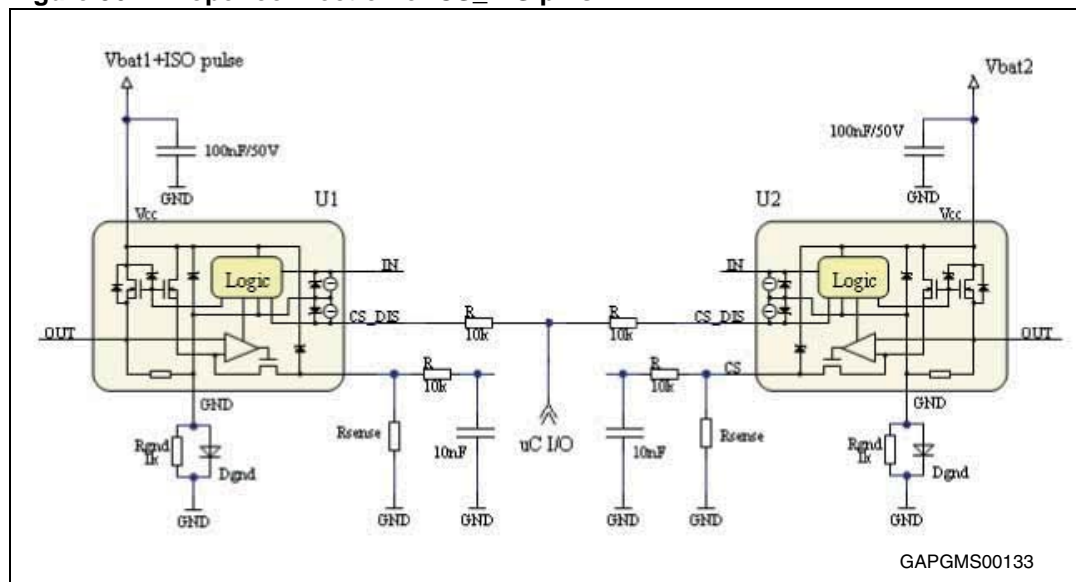 Vbat1+ISO pulse
Vbat2
100nF/50V
100nF/50V
GND
GND
U1
U2
Vcc
Vcc
IN
IN
Logic
Logic
CS_DIS
R
10k
R
10k
CS_DIS
OUT
OUT
R
10k
R
10k
CS
GND
GND
Rgnd
1k
Dgnd
Rsense
10nF
uC I/O
10nF
Rsense
Rgnd
1k
Dgnd
GND
GND
GND
GND
GND
GND
GAPGMS00133